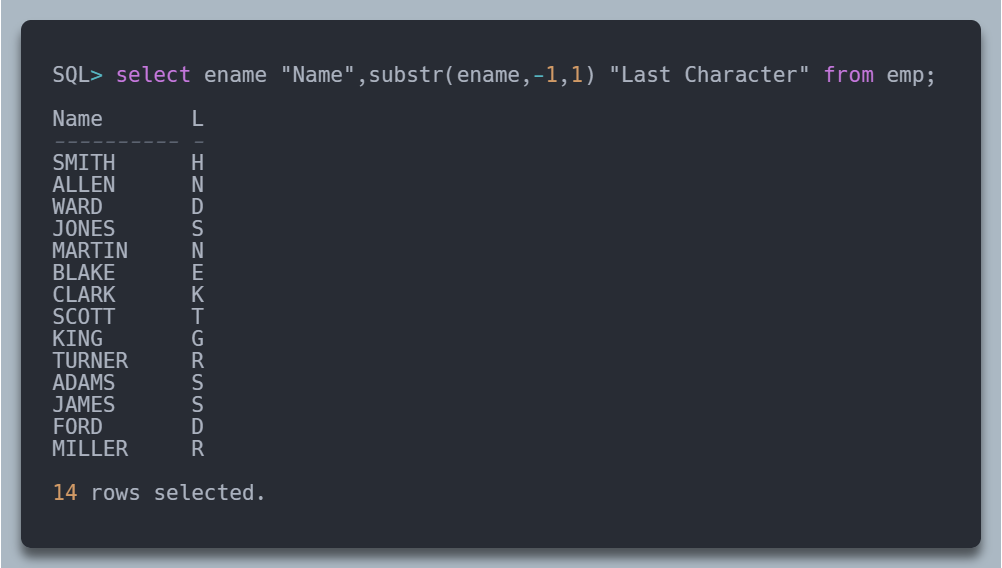 SQL> select ename "Name",substr(ename,-1,1) "Last Character" from emp;
Name       L
---------- -
SMITH      H
ALLEN      N
WARD       D
JONES      S
MARTIN     N
BLAKE      E
CLARK      K
SCOTT      T
KING       G
TURNER     R
ADAMS      S
JAMES      S
FORD       D
MILLER     R
14 rows selected.